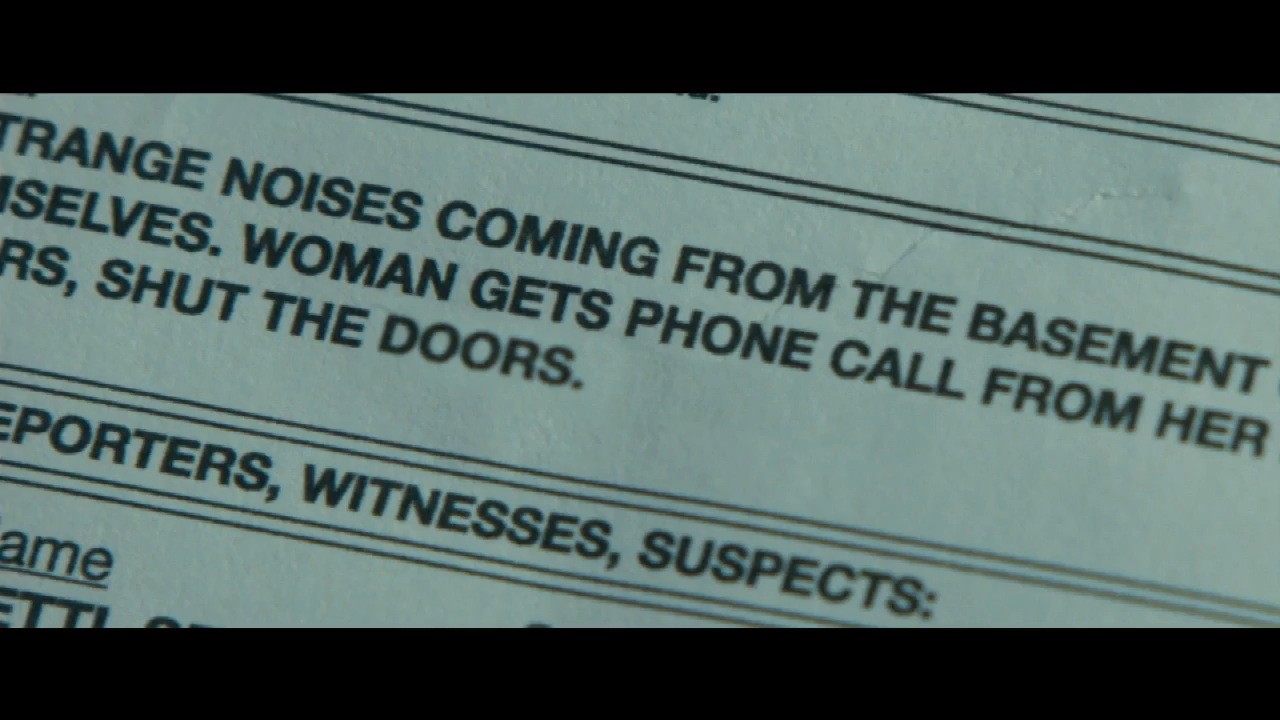 TRANGE NOISES COMING FROM THE BASEMENT
MSELVES. WOMAN GETS PHONE CALL FROM HER
RS, SHUT THE DOORS.
EPORTERS, WITNESSES, SUSPECTS:
ame